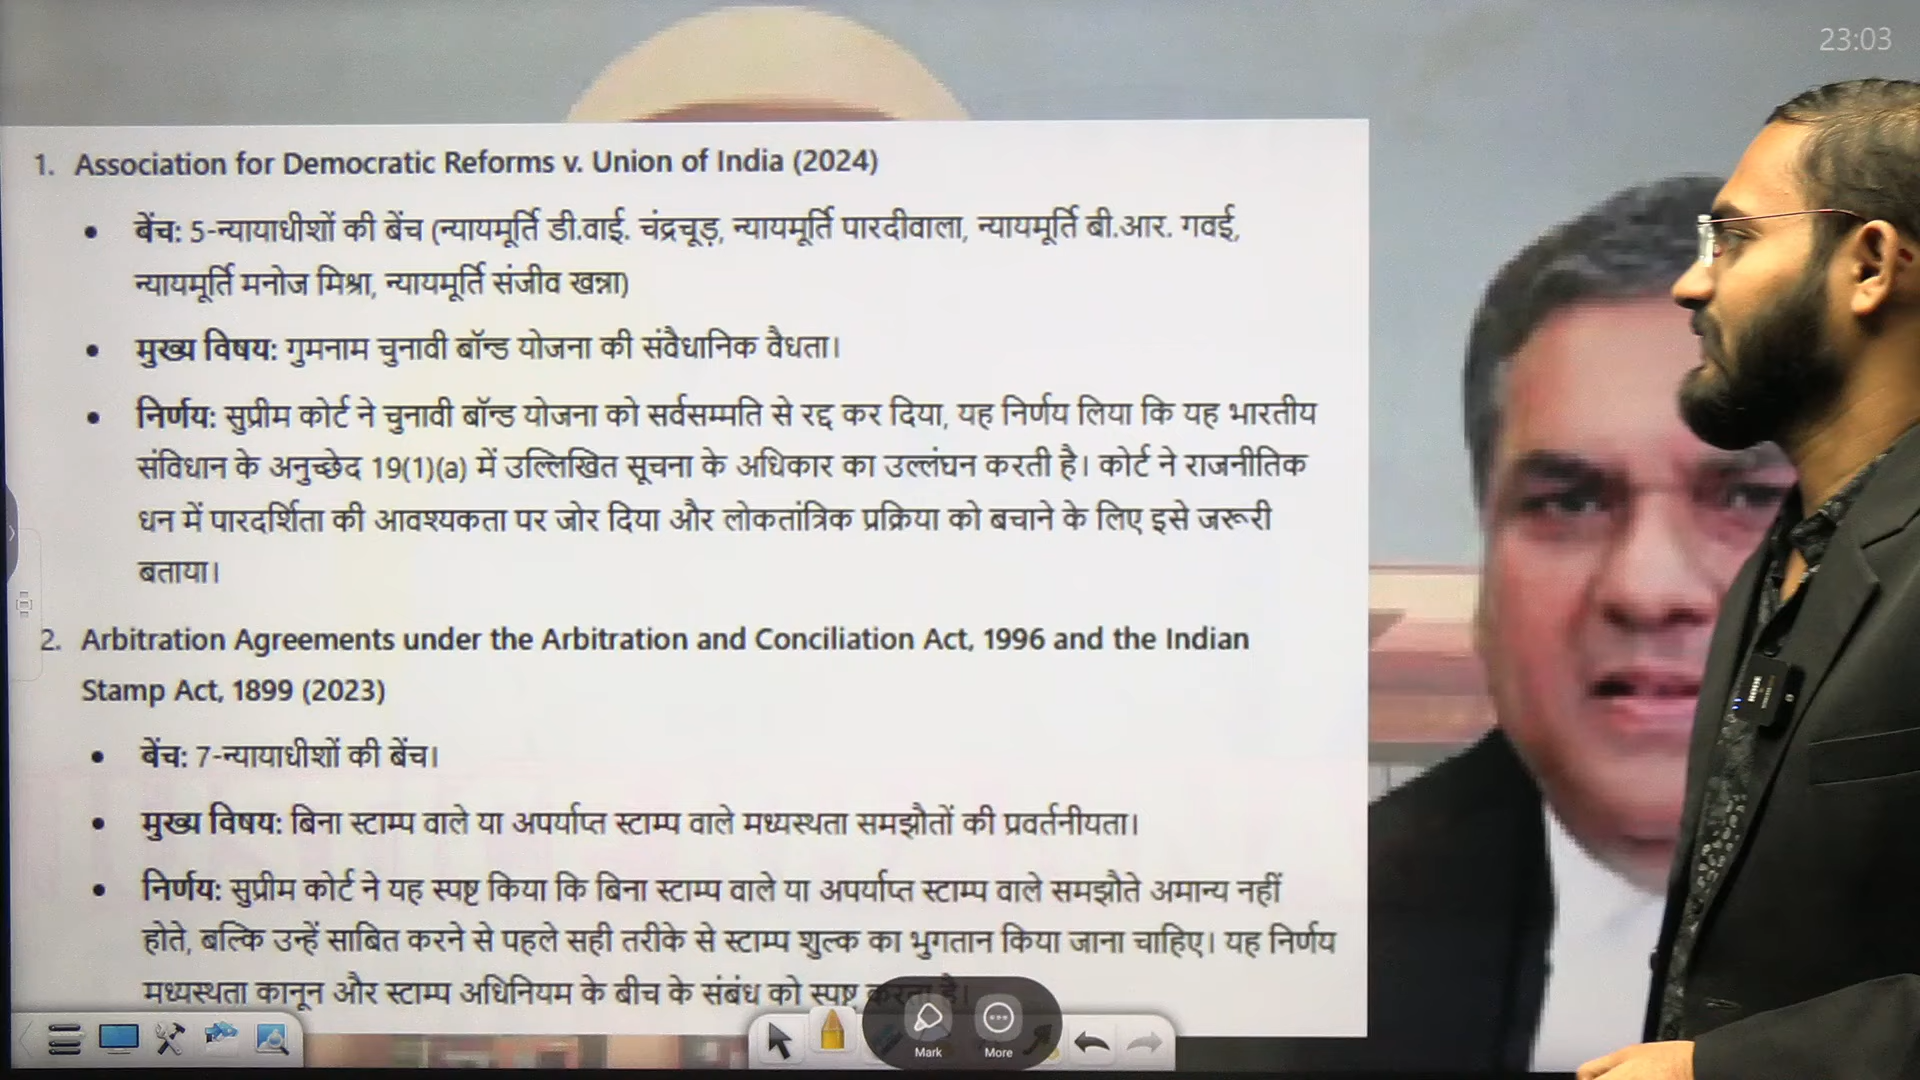 23:03
1. Association for Democratic Reforms v. Union of India (2024)
• बेंच: 5-न्यायाधीशों की बेंच (न्यायमूर्ति डी.वाई. चंद्रचूड़, न्यायमूर्ति पारदीवाला, न्यायमूर्ति बी.आर. गवई,
न्यायमूर्ति मनोज मिश्रा, न्यायमूर्ति संजीव खन्ना)
• मुख्य विषय: गुमनाम चुनावी बॉन्ड योजना की संवैधानिक वैधता।
• निर्णय: सुप्रीम कोर्ट ने चुनावी बॉन्ड योजना को सर्वसम्मति से रद्द कर दिया, यह निर्णय लिया कि यह भारतीय
संविधान के अनुच्छेद 19(1)(a) में उल्लिखित सूचना के अधिकार का उल्लंघन करती है। कोर्ट ने राजनीतिक
धन में पारदर्शिता की आवश्यकता पर जोर दिया और लोकतांत्रिक प्रक्रिया को बचाने के लिए इसे जरूरी
बताया।
2. Arbitration Agreements under the Arbitration and Conciliation Act, 1996 and the Indian
Stamp Act, 1899 (2023)
• बेंच: 7-न्यायाधीशों की बेंच।
• मुख्य विषय: बिना स्टाम्प वाले या अपर्याप्त स्टाम्प वाले मध्यस्थता समझौतों की प्रवर्तनीयता।
• निर्णय: सुप्रीम कोर्ट ने यह स्पष्ट किया कि बिना स्टाम्प वाले या अपर्याप्त स्टाम्प वाले समझौते अमान्य नहीं
होते, बल्कि उन्हें साबित करने से पहले सही तरीके से स्टाम्प शुल्क का भुगतान किया जाना चाहिए। यह निर्णय
मध्यस्थता कानून और स्टाम्प अधिनियम के बीच के संबंध को स्पष्ट करता है।
Mark More